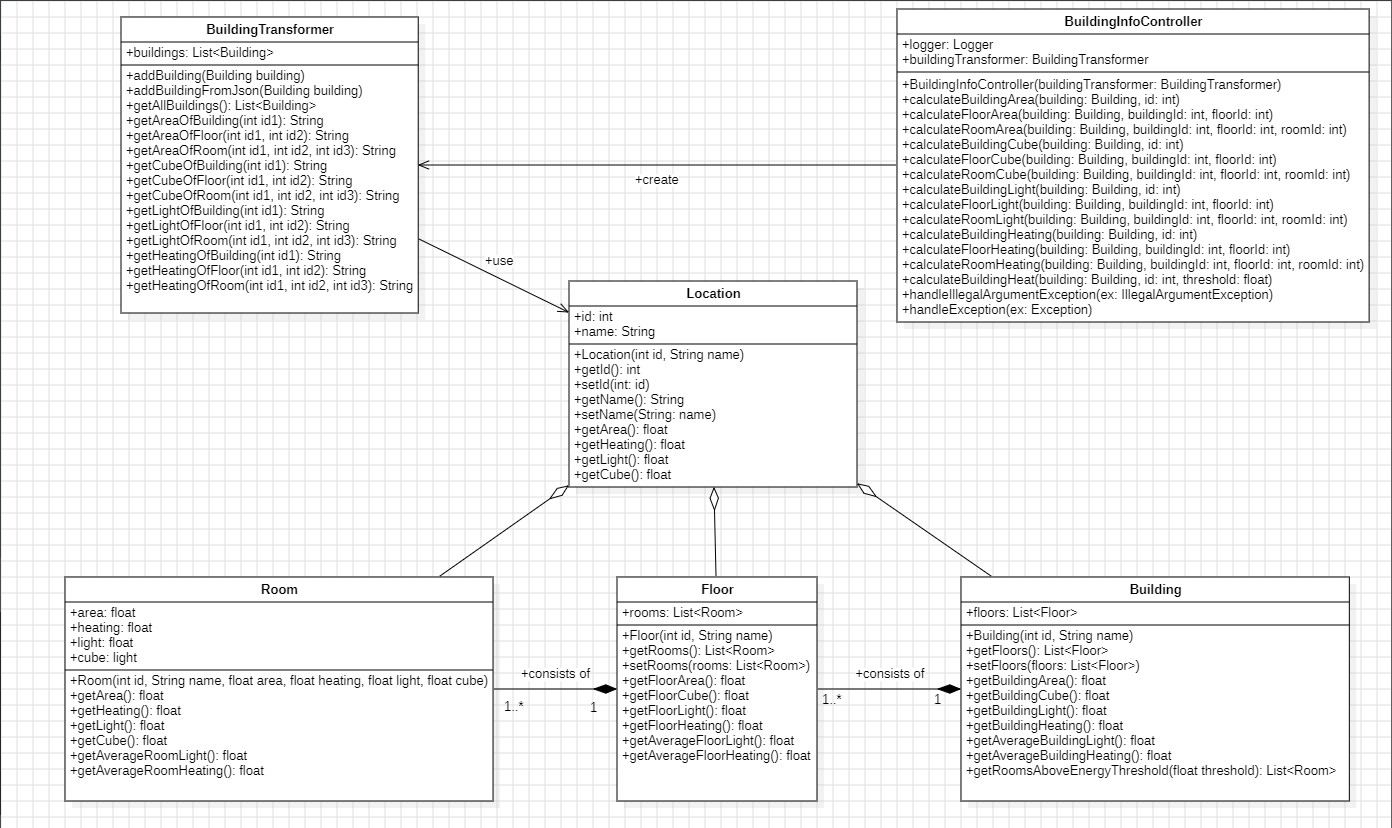 BuildingTransformer
+buildings: List<Building>
+addBuilding(Building building)
+addBuildingFromJson(Building building)
+getAllBuildings(): List<Building>
+getAreaOfBuilding(int id1): String
+getAreaOfFloor(int id1, int id2): String
+getAreaOfRoom(int id1, int id2, int id3): String
+getCubeOfBuilding(int id1): String
+getCubeOfFloor(int id1, int id2): String
+getCubeOfRoom(int id1, int id2, int id3): String
+getLightOfBuilding(int id1): String
+getLightOfFloor(int id1, int id2): String
+getLightOfRoom(int id1, int id2, int id3): String
+getHeatingOfBuilding(int id1): String
+getHeatingOfFloor(int id1, int id2): String
+getHeatingOfRoom(int id1, int id2, int id3): String
BuildingInfoController
+logger: Logger
+buildingTransformer: BuildingTransformer
+BuildingInfoController(buildingTransformer: BuildingTransformer)
+calculateBuildingArea(building: Building, id: int)
+calculateFloorArea(building: Building, buildingId: int, floorId: int)
+calculateRoomArea(building: Building, buildingId: int, floorId: int, roomId: int)
+calculateBuildingCube(building: Building, id: int)
+calculateFloorCube(building: Building, buildingId: int, floorId: int)
+calculateRoomCube(building: Building, buildingId: int, floorId: int, roomId: int)
+calculateBuildingLight(building: Building, id: int)
+calculateFloorLight(building: Building, buildingId: int, floorId: int)
+calculateRoomLight(building: Building, buildingId: int, floorId: int, roomId: int)
+calculateBuildingHeating(building: Building, id: int)
+calculateFloorHeating(building: Building, buildingId: int, floorId: int)
+calculateRoomHeating(building: Building, buildingId: int, floorId: int, roomId: int)
+calculateBuildingHeat(building: Building, id: int, threshold: float)
+handleIllegalArgumentException(ex: IllegalArgumentException)
+handleException(ex: Exception)
+create
+use
Location
+id: int
+name: String
+Location(int id, String name)
+getId(): int
+setId(int: id)
+getName(): String
+setName(String: name)
+getArea(): float
+getHeating(): float
+getLight(): float
+getCube(): float
Room
+area: float
+heating: float
+light: float
+cube: light
+Room(int id, String name, float area, float heating, float light, float cube)
+getArea(): float
+getHeating(): float
+getLight(): float
+getCube(): float
+getAverageRoomLight(): float
+getAverageRoomHeating(): float
+consists of
1..*
1
Floor
+rooms: List<Room>
+Floor(int id, String name)
+getRooms(): List<Room>
+setRooms(rooms: List<Room>)
+getFloorArea(): float
+getFloorCube(): float
+getFloorLight(): float
+getFloorHeating(): float
+getAverageFloorLight(): float
+getAverageFloorHeating(): float
+consists of
1..*
1
Building
+floors: List<Floor>
+Building(int id, String name)
+getFloors(): List<Floor>
+setFloors(floors: List<Floor>)
+getBuildingArea(): float
+getBuildingCube(): float
+getBuildingLight(): float
+getBuildingHeating(): float
+getAverageBuildingLight(): float
+getAverageBuildingHeating(): float
+getRoomsAboveEnergyThreshold(float threshold): List<Room>